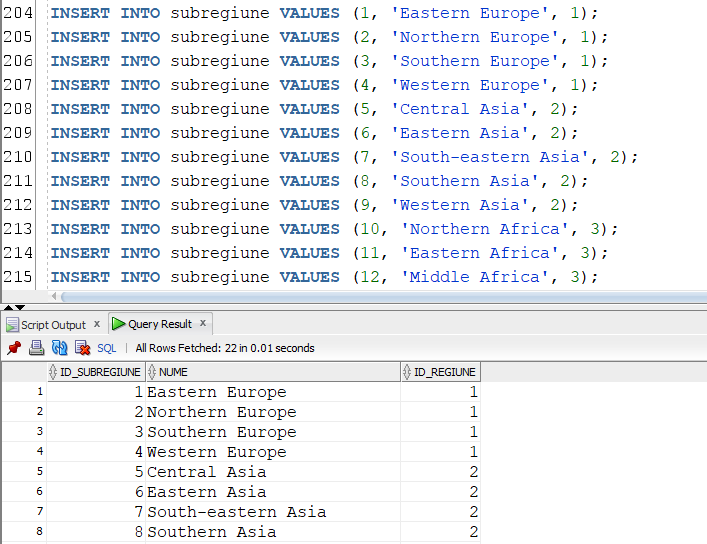 204 INSERT INTO subregiune VALUES (1, 'Eastern Europe', 1);
205 INSERT INTO subregiune VALUES (2, 'Northern Europe', 1);
206 INSERT INTO subregiune VALUES (3, 'Southern Europe', 1);
207 INSERT INTO subregiune VALUES (4, 'Western Europe', 1);
208 INSERT INTO subregiune VALUES (5, 'Central Asia', 2);
209 INSERT INTO subregiune VALUES (6, 'Eastern Asia', 2);
210 INSERT INTO subregiune VALUES (7, 'South-eastern Asia', 2);
211 INSERT INTO subregiune VALUES (8, 'Southern Asia', 2);
212 INSERT INTO subregiune VALUES (9, 'Western Asia', 2);
213 INSERT INTO subregiune VALUES (10, 'Northern Africa', 3);
214 INSERT INTO subregiune VALUES (11, 'Eastern Africa', 3);
215 INSERT INTO subregiune VALUES (12, 'Middle Africa', 3);
Script Output x Query Result x
SQL | All Rows Fetched: 22 in 0.01 seconds
ID_SUBREGIUNE NUME ID_REGIUNE
1 1 Eastern Europe 1
2 2 Northern Europe 1
3 3 Southern Europe 1
4 4 Western Europe 1
5 5 Central Asia 2
6 6 Eastern Asia 2
7 7 South-eastern Asia 2
8 8 Southern Asia 2